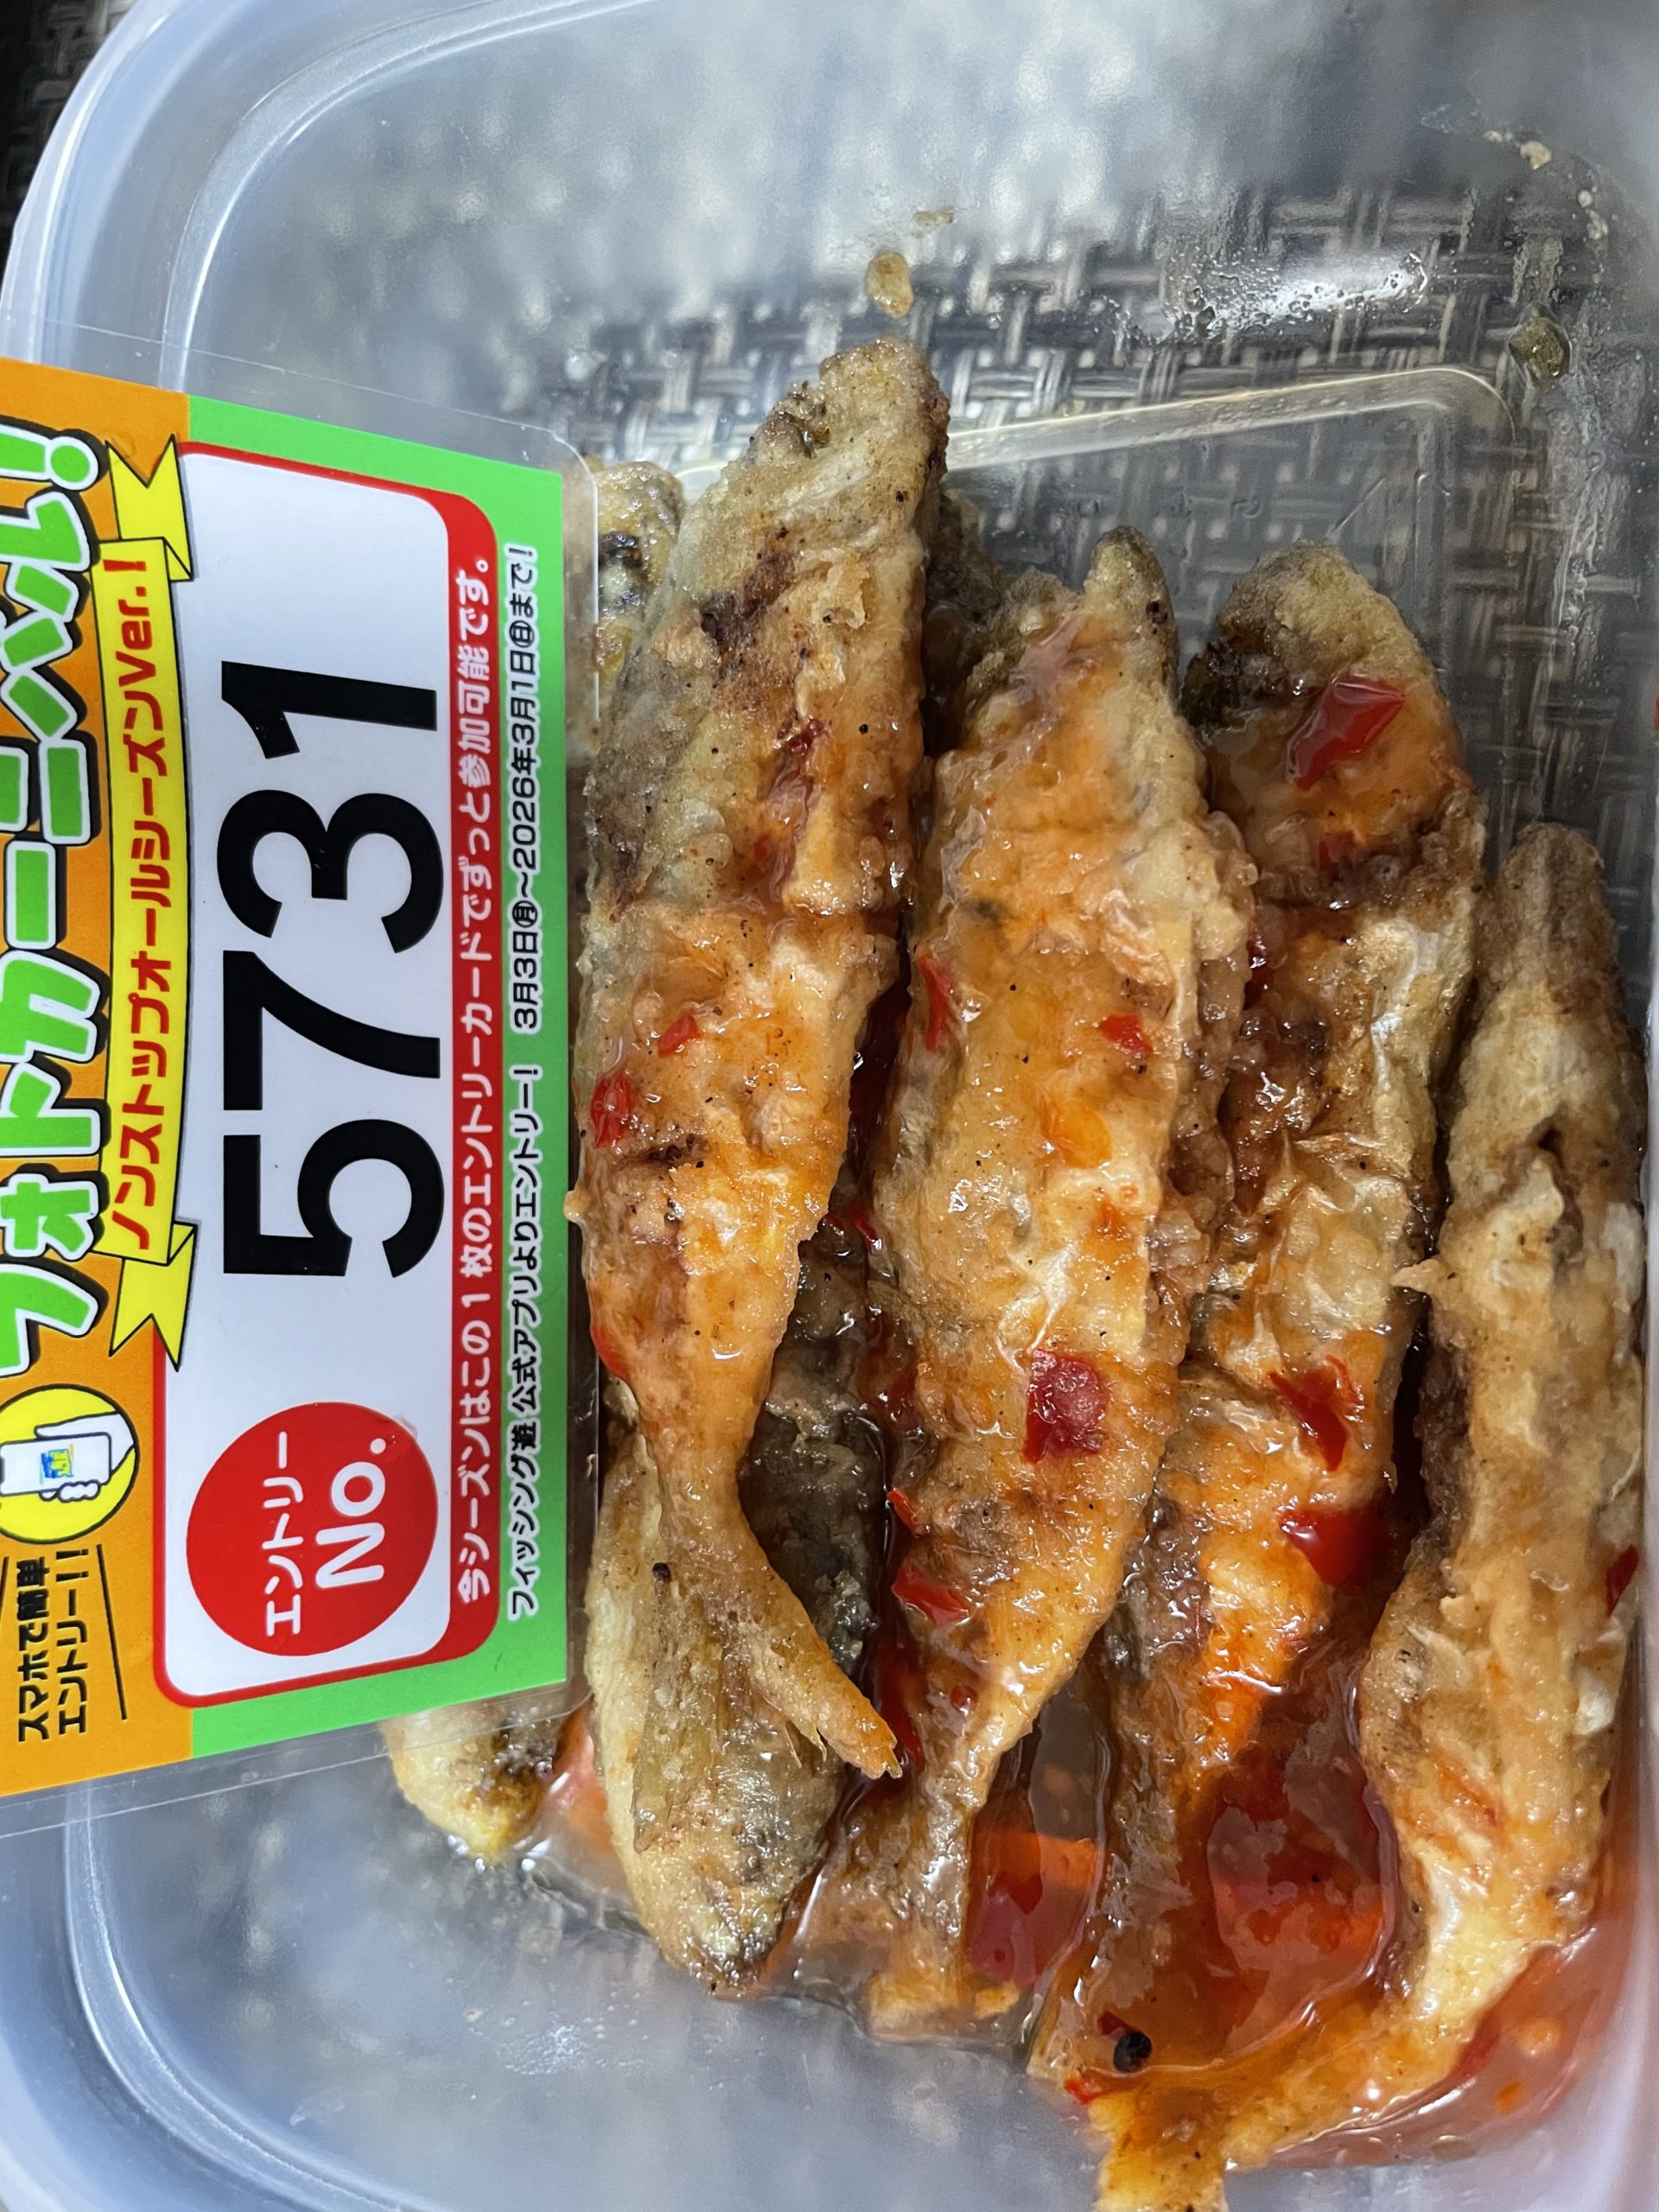 フォトカーニバル!
ノンストップオールシーズンVer.!
スマホで簡単
エントリー!!
エントリー
No.
5731
今シーズンはこの1枚のエントリーカードでずっと参加可能です。
フィッシング遊 公式アプリよりエントリー! 3月3日㊊〜2026年3月1日㊐まで!